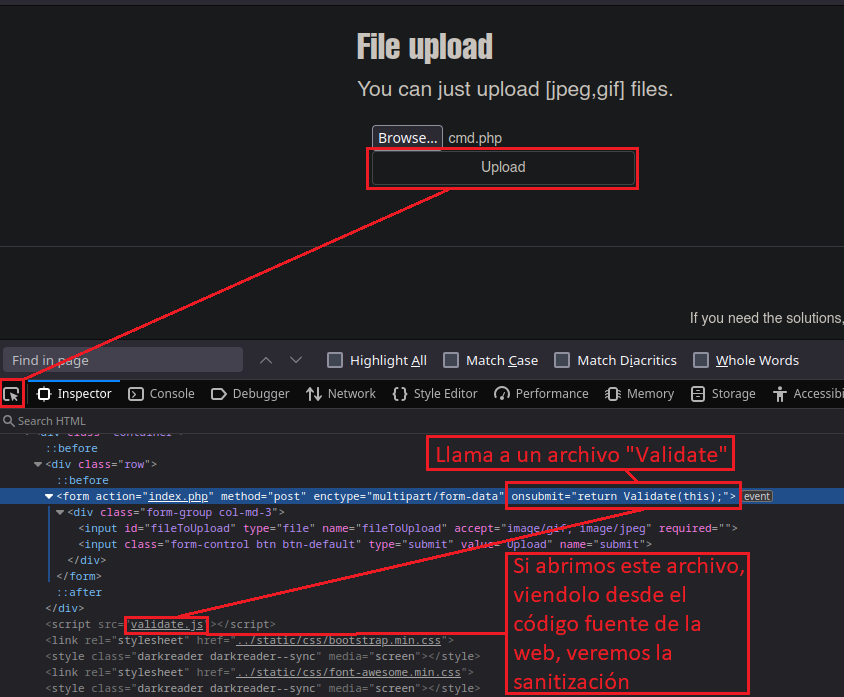 File upload
You can just upload [jpeg,gif] files.
Browse... cmd.php
Upload
If you need the solutions,
Find in page Highlight All Match Case Match Diacritics Whole Words
Inspector Console Debugger Network Style Editor Performance Memory Storage Accessibi
Search HTML
<div class="container">
::before
Llama a un archivo "Validate"
<div class="row">
::before
<form action="index.php" method="post" enctype="multipart/form-data" onsubmit="return Validate(this);"> event
<div class="form-group col-md-3">
<input id="fileToUpload" type="file" name="fileToUpload" accept="image/gif, image/jpeg" required="">
<input class="form-control btn btn-default" type="submit" value="Upload" name="submit">
</div>
</form>
::after
</div>
<script src="validate.js"></script>
<link rel="stylesheet" href="../static/css/bootstrap.min.css">
<style class="darkreader darkreader--sync" media="screen"></style>
<link rel="stylesheet" href="../static/css/font-awesome.min.css">
<style class="darkreader darkreader--sync" media="screen"></style>
Si abrimos este archivo,
viendolo desde el
código fuente de la
web, veremos la
sanitización